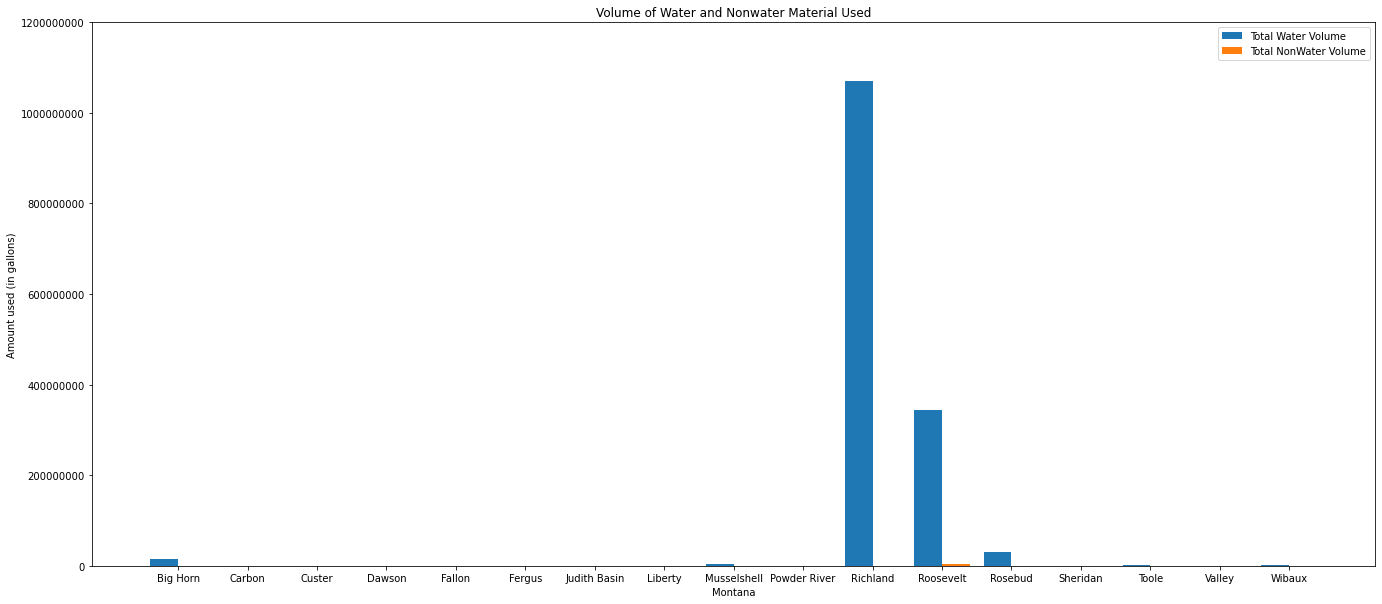 Volume of Water and Nonwater Material Used
Total Water Volume
Total NonWater Volume
1200000000
1000000000
800000000
600000000
400000000
200000000
0
Amount used (in gallons)
Big Horn Carbon Custer Dawson Fallon Fergus Judith Basin Liberty Musselshell Powder River Richland Roosevelt Rosebud Sheridan Toole Valley Wibaux
Montana